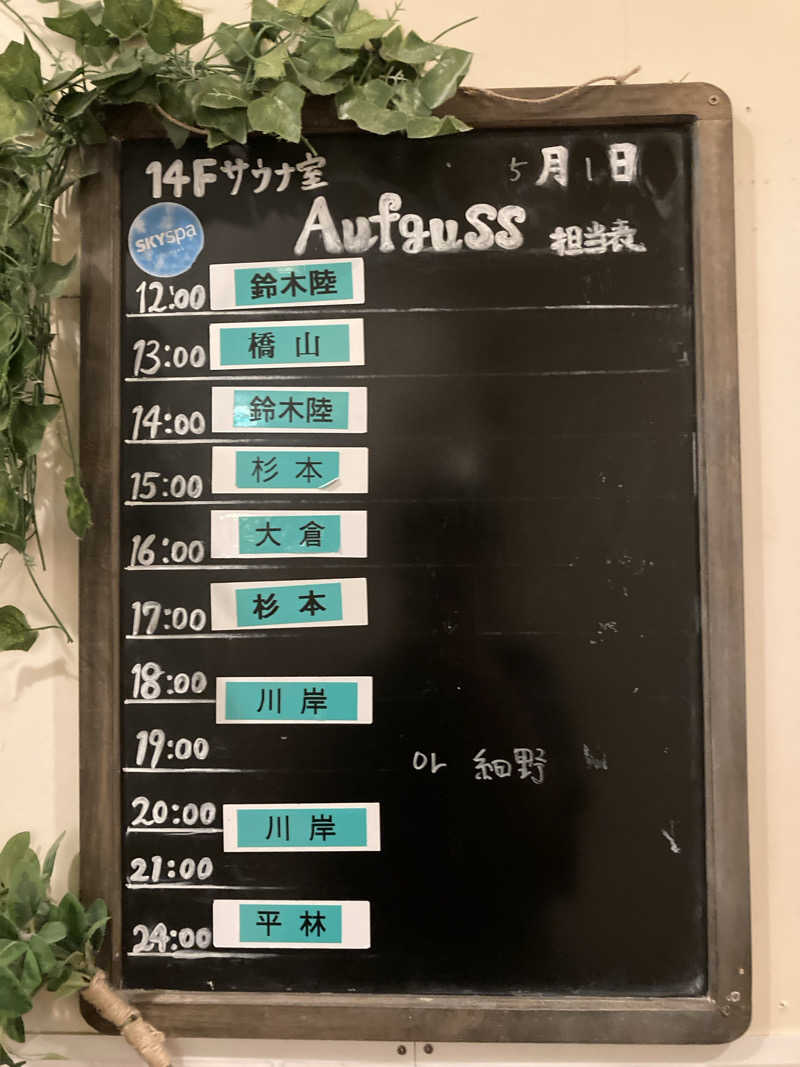 14Fサウナ室 5月1日
Aufguss 担当表
SKYSpa
12:00 鈴木陸
13:00 橋山
14:00 鈴木陸
15:00 杉本
16:00 大倉
17:00 杉本
18:00 川岸
19:00 or 細野
20:00 川岸
21:00
24:00 平林